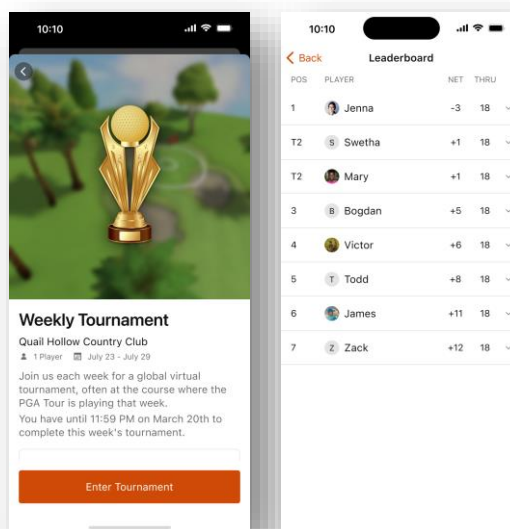 10:10
Weekly Tournament
Quail Hollow Country Club
1 Player July 23 - July 29
Join us each week for a global virtual
tournament, often at the course where the
PGA Tour is playing that week.
You have until 11:59 PM on March 20th to
complete this week's tournament.
Enter Tournament
10:10
Back Leaderboard
POS PLAYER NET THRU
1 Jenna -3 18
T2 S Swetha +1 18
T2 Mary +1 18
3 B Bogdan +5 18
4 Victor +6 18
5 T Todd +8 18
6 James +11 18
7 Z Zack +12 18